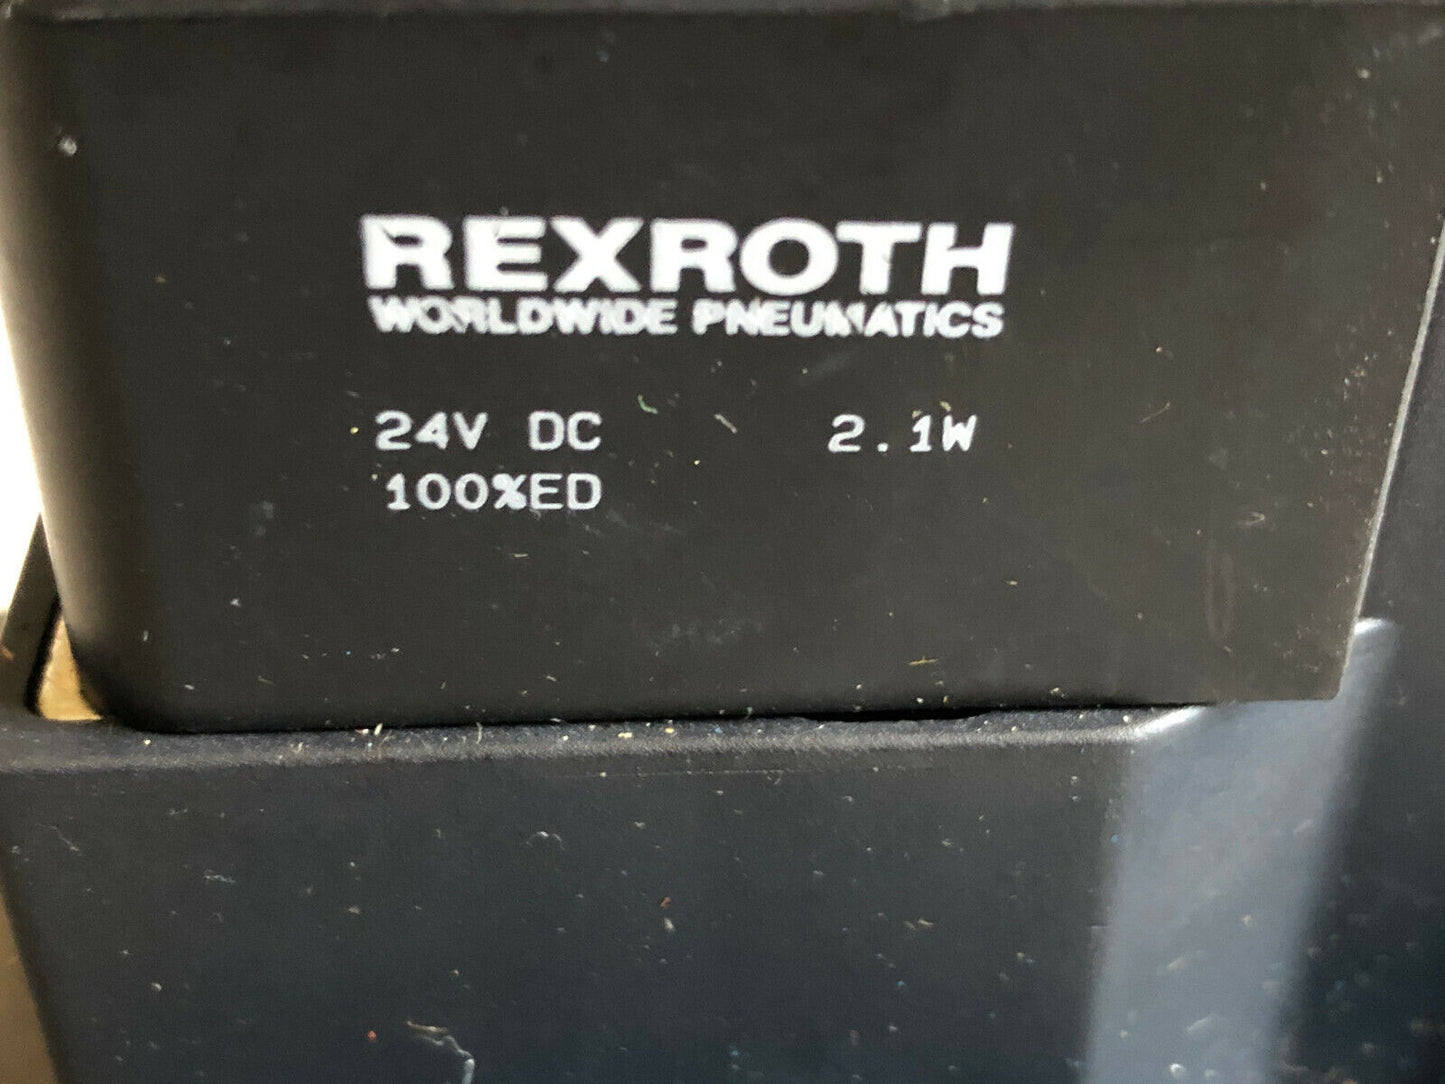 REXROTH
WORLDWIDE PNEUMATICS
24V DC 2.1W
100%ED